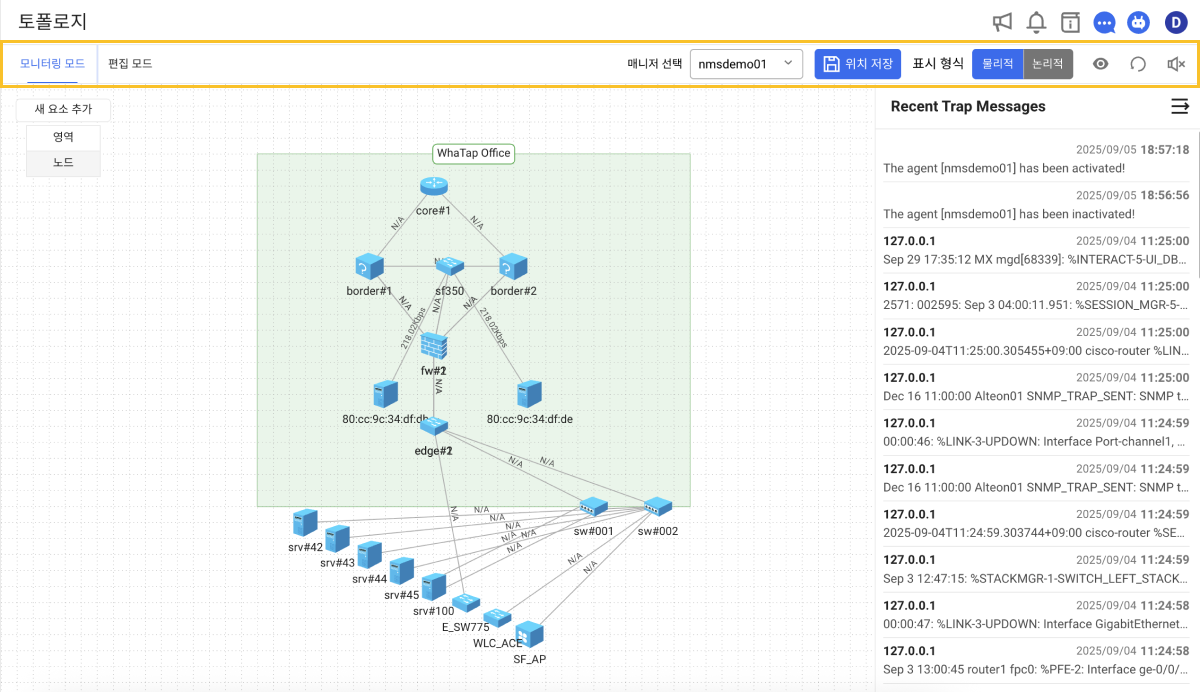 토폴로지
D
모니터링 모드
편집 모드
매니저 선택
nmsdemo01
위치 저장
표시 형식
물리적
논리적
새 요소 추가
영역
노드
WhaTap Office
core#1
N/A
N/A
border#1
sf350
border#2
N/A
N/A
N/A
218.02Kbps
218.02Kbps
N/A
80:cc:9c:34:df:de
N/A
N/A
N/A
N/A
N/A
N/A
N/A
N/A
N/A
sw#001
sw#002
srv#42
srv#43
srv#44
srv#45
srv#100
N/A
N/A
E_SW775
WLC_ACE
SF_AP
Recent Trap Messages
2025/09/05 18:57:18
The agent [nmsdemo01] has been activated!
2025/09/05 18:56:56
The agent [nmsdemo01] has been inactivated!
127.0.0.1 2025/09/04 11:25:00
Sep 29 17:35:12 MX mgd[68339]: %INTERACT-5-UI_DB...
127.0.0.1 2025/09/04 11:25:00
2571: 002595: Sep 3 04:00:11.951: %SESSION_MGR-5-...
127.0.0.1 2025/09/04 11:25:00
2025-09-04T11:25:00.305455+09:00 cisco-router %LIN...
127.0.0.1 2025/09/04 11:25:00
Dec 16 11:00:00 Alteon01 SNMP_TRAP_SENT: SNMP t...
127.0.0.1 2025/09/04 11:24:59
00:00:46: %LINK-3-UPDOWN: Interface Port-channel1, ...
127.0.0.1 2025/09/04 11:24:59
Dec 16 11:00:00 Alteon01 SNMP_TRAP_SENT: SNMP t...
127.0.0.1 2025/09/04 11:24:59
2025-09-04T11:24:59.303744+09:00 cisco-router %SE...
127.0.0.1 2025/09/04 11:24:59
Sep 3 12:47:15: %STACKMGR-1-SWITCH_LEFT_STACK...
127.0.0.1 2025/09/04 11:24:58
00:00:47: %LINK-3-UPDOWN: Interface GigabitEthernet...
127.0.0.1 2025/09/04 11:24:58
Sep 3 13:00:45 router1 fpc0: %PFE-2: Interface ge-0/0/...